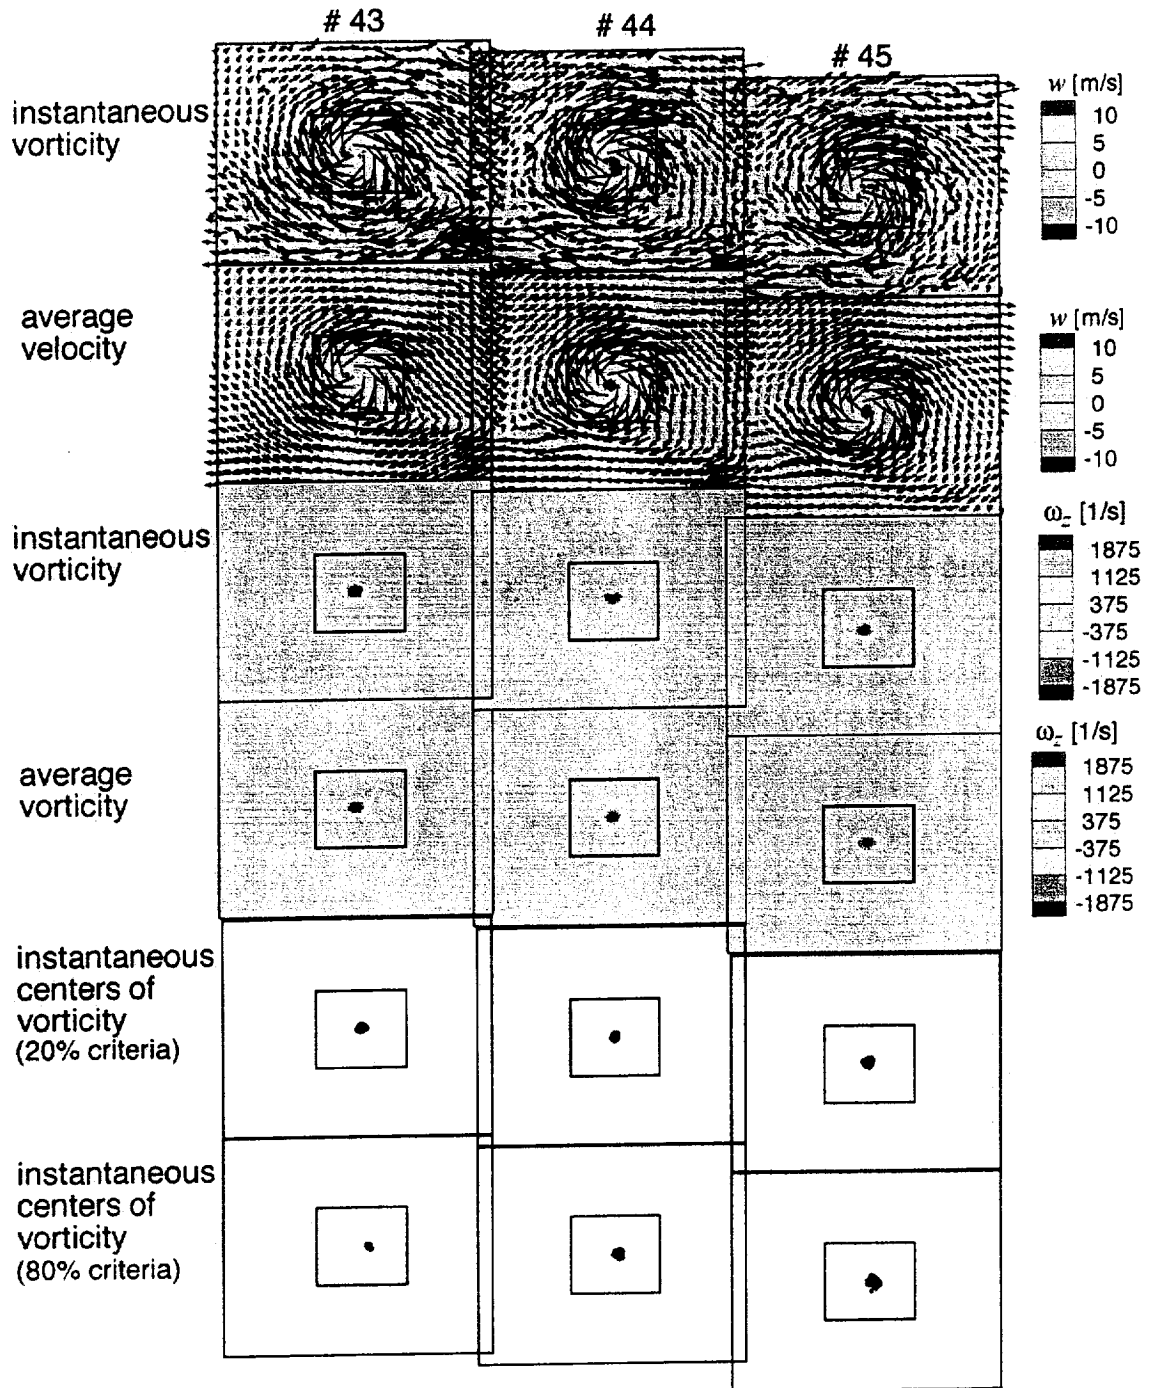 # 43
# 44
# 45
instantaneous
vorticity
w [m/s]
10
5
0
-5
-10
average
velocity
w [m/s]
10
5
0
-5
-10
instantaneous
vorticity
ωz [1/s]
1875
1125
375
-375
-1125
-1875
average
vorticity
ωz [1/s]
1875
1125
375
-375
-1125
-1875
instantaneous
centers of
vorticity
(20% criteria)
instantaneous
centers of
vorticity
(80% criteria)